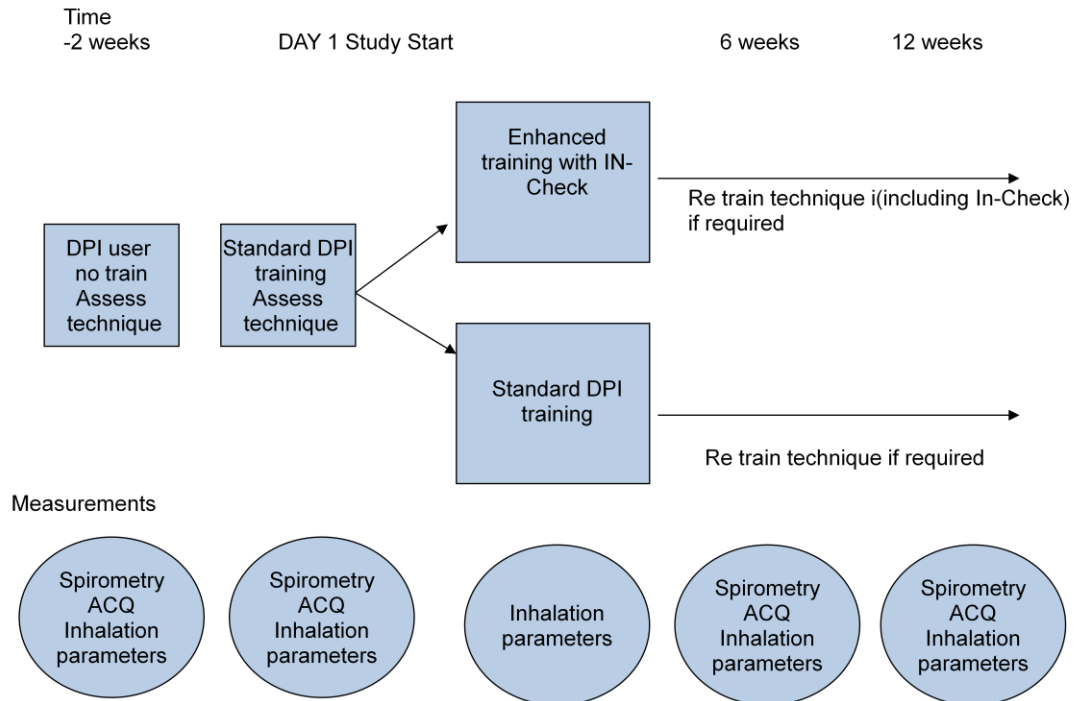 Time
-2 weeks
DAY 1 Study Start
6 weeks
12 weeks
Enhanced
training with IN-
Check
Re train technique i(including In-Check)
if required
DPI user
no train
Assess
technique
Standard DPI
training
Assess
technique
Standard DPI
training
Re train technique if required
Measurements
Spirometry
ACQ
Inhalation
parameters
Spirometry
ACQ
Inhalation
parameters
Inhalation
parameters
Spirometry
ACQ
Inhalation
parameters
Spirometry
ACQ
Inhalation
parameters